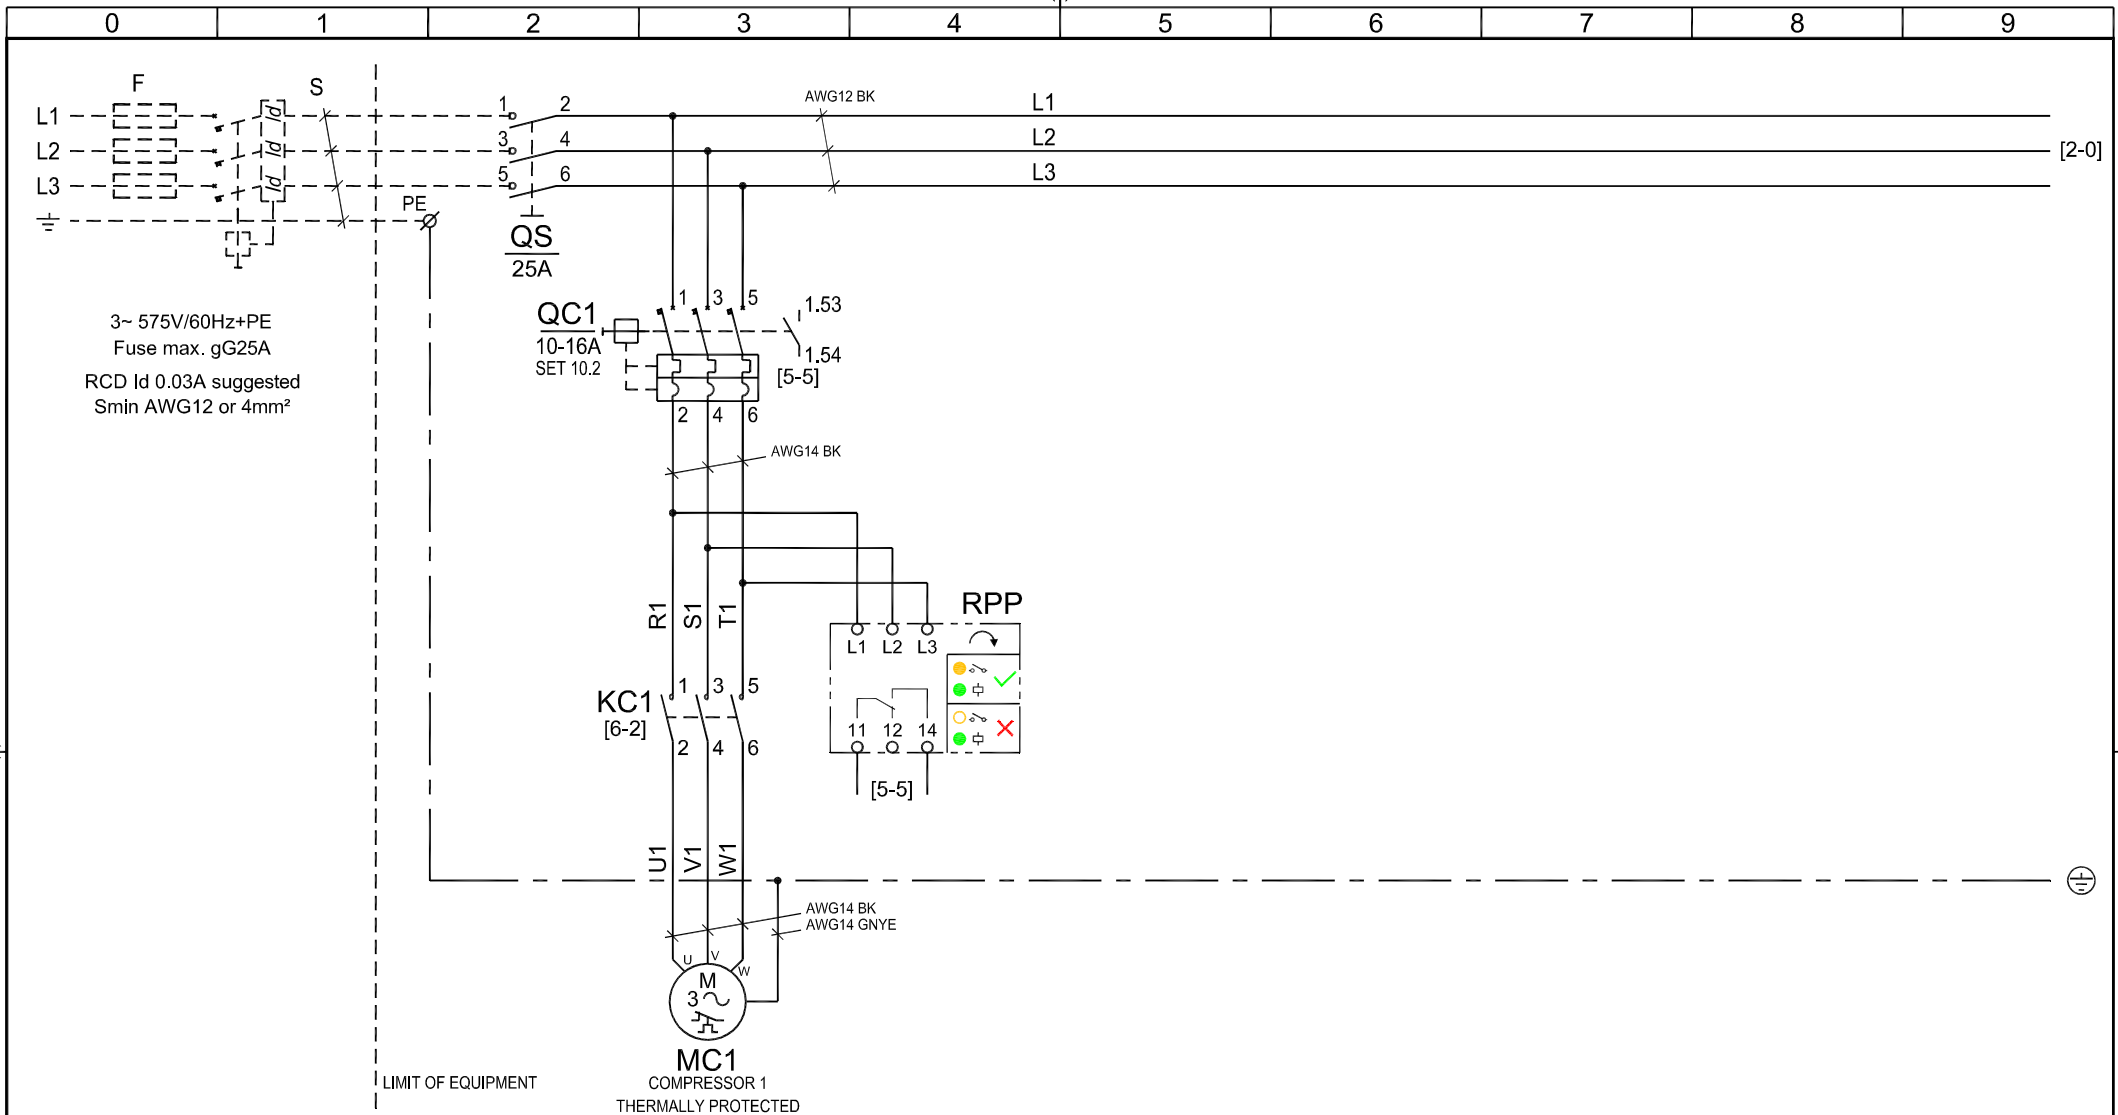 0 1 2 3 4 5 6 7 8 9
F
S
L1
L2
L3
Id
Id
Id
PE
1 2
3 4
5 6
QS
25A
AWG12 BK
L1
L2
L3
[2-0]
3~ 575V/60Hz+PE
Fuse max. gG25A
RCD Id 0.03A suggested
Smin AWG12 or 4mm²
QC1
10-16A
SET 10.2
1 3 5
1.53
1.54
[5-5]
2 4 6
AWG14 BK
R1
S1
T1
RPP
L1 L2 L3
11 12 14
[5-5]
KC1
[6-2]
1 3 5
2 4 6
U1
V1
W1
AWG14 BK
AWG14 GNYE
U V W
M
3
MC1
COMPRESSOR 1
THERMALLY PROTECTED
LIMIT OF EQUIPMENT